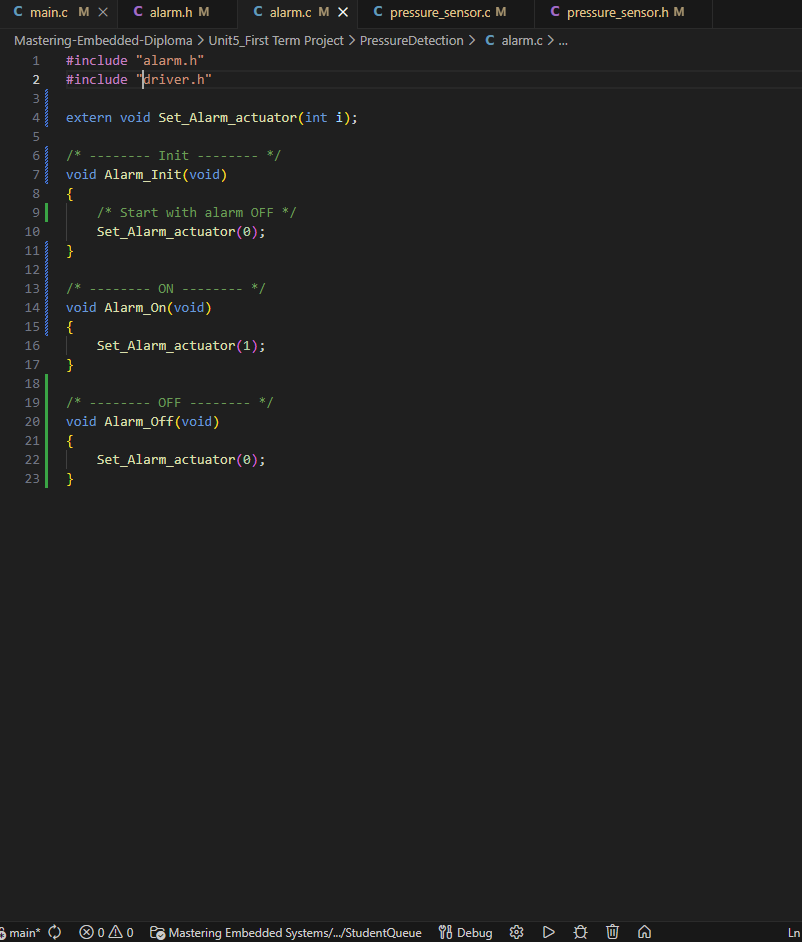 C main.c M × C alarm.h M C alarm.c M × C pressure_sensor.c M C pressure_sensor.h M
Mastering-Embedded-Diploma > Unit5_First Term Project > PressureDetection > C alarm.c > ...
1 #include "alarm.h"
2 #include "driver.h"
3
4 extern void Set_Alarm_actuator(int i);
5
6 /* -------- Init -------- */
7 void Alarm_Init(void)
8 {
9 /* Start with alarm OFF */
10 Set_Alarm_actuator(0);
11 }
12
13 /* -------- ON -------- */
14 void Alarm_On(void)
15 {
16 Set_Alarm_actuator(1);
17 }
18
19 /* -------- OFF -------- */
20 void Alarm_Off(void)
21 {
22 Set_Alarm_actuator(0);
23 }
main* 0 0 Mastering Embedded Systems/.../StudentQueue Debug Ln